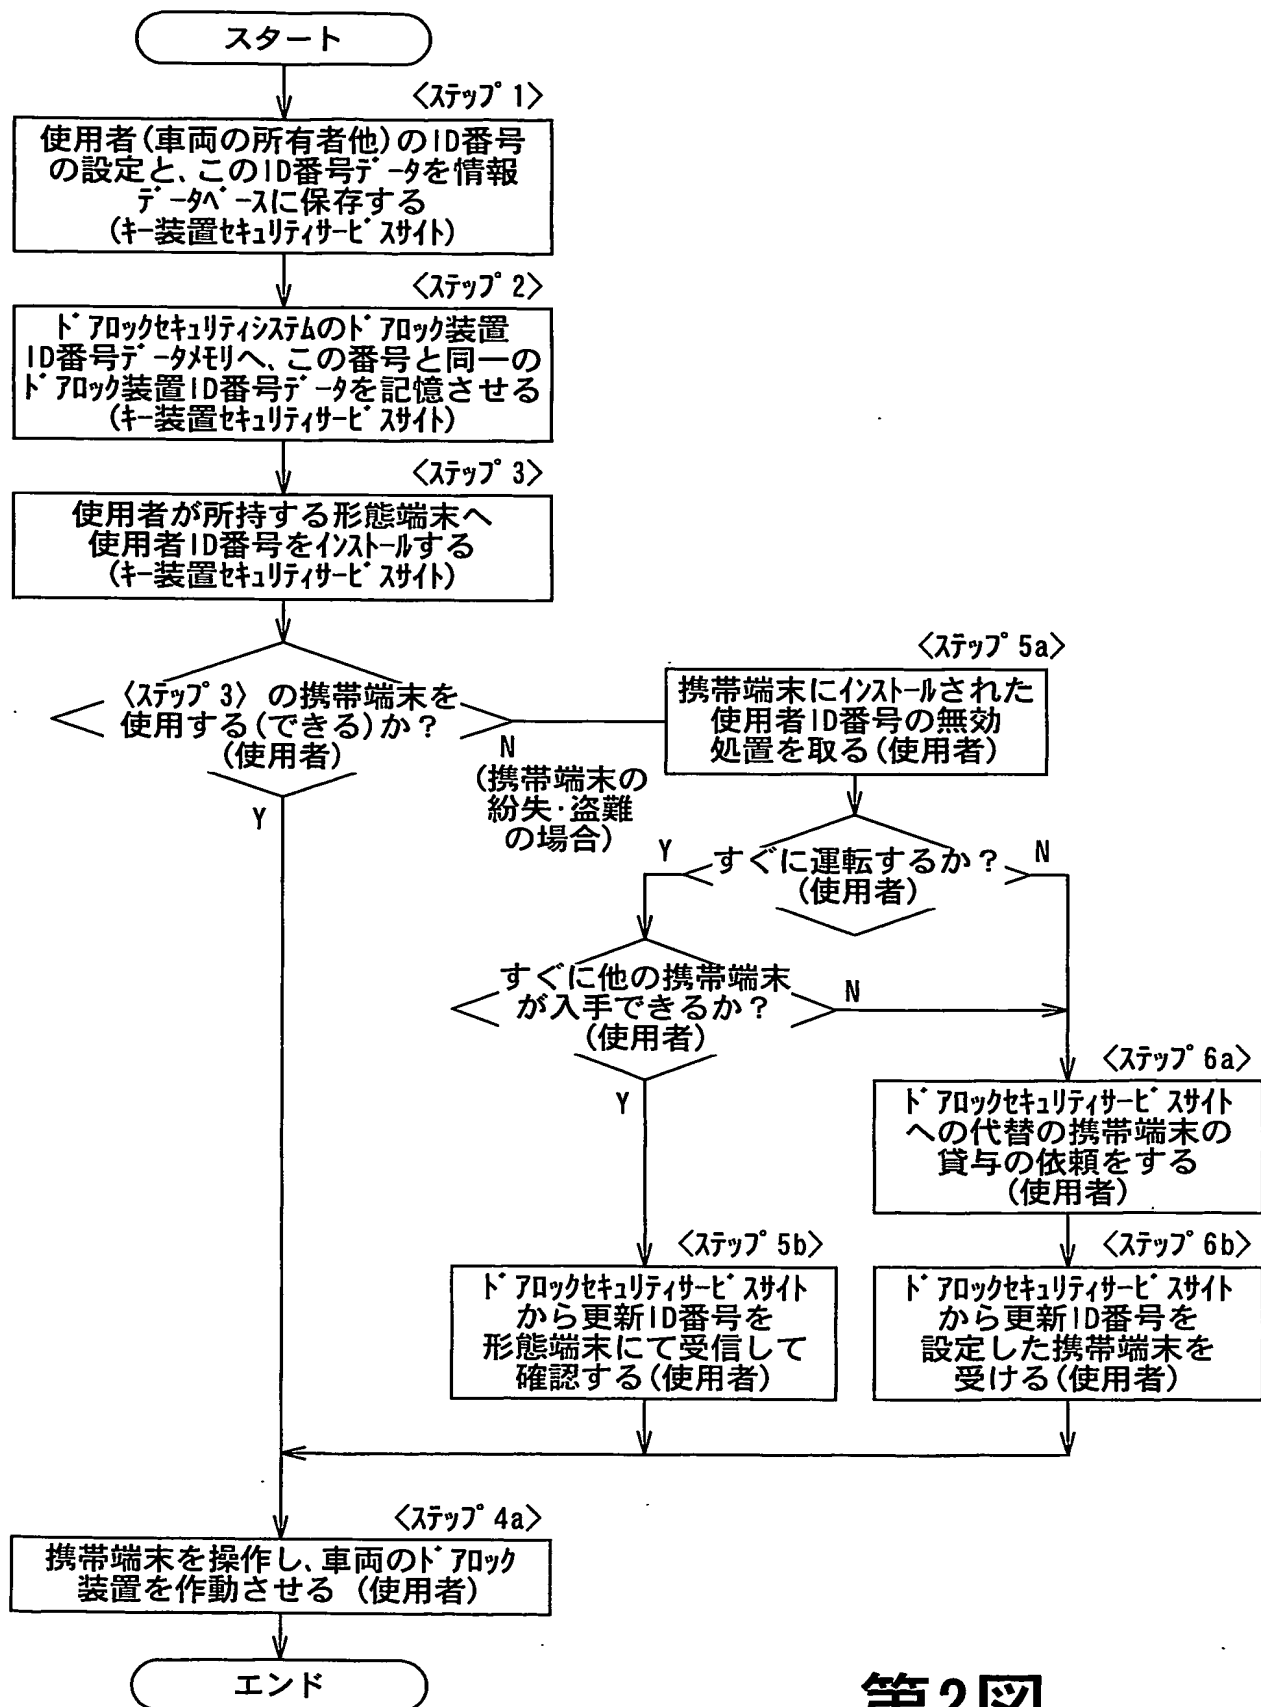 スタート
〈ステップ1〉
使用者(車両の所有者他)のID番号
の設定と、このID番号データを情報
データベースに保存する
(キー装置セキュリティサービスサイト)
〈ステップ2〉
ドアロックセキュリティシステムのドアロック装置
ID番号データメモリへ、この番号と同一の
ドアロック装置ID番号データを記憶させる
(キー装置セキュリティサービスサイト)
〈ステップ3〉
使用者が所持する形態端末へ
使用者ID番号をインストールする
(キー装置セキュリティサービスサイト)
〈ステップ3〉の携帯端末を
使用する(できる)か?
(使用者)
Y
N
(携帯端末の
紛失・盗難
の場合)
〈ステップ5a〉
携帯端末にインストールされた
使用者ID番号の無効
処置を取る(使用者)
すぐに運転するか?
(使用者)
Y
N
すぐに他の携帯端末
が入手できるか?
(使用者)
N
Y
〈ステップ6a〉
ドアロックセキュリティサービスサイト
への代替の携帯端末の
貸与の依頼をする
(使用者)
〈ステップ5b〉
ドアロックセキュリティサービスサイト
から更新ID番号を
形態端末にて受信して
確認する(使用者)
〈ステップ6b〉
ドアロックセキュリティサービスサイト
から更新ID番号を
設定した携帯端末を
受ける(使用者)
〈ステップ4a〉
携帯端末を操作し、車両のドアロック
装置を作動させる (使用者)
エンド
第2図